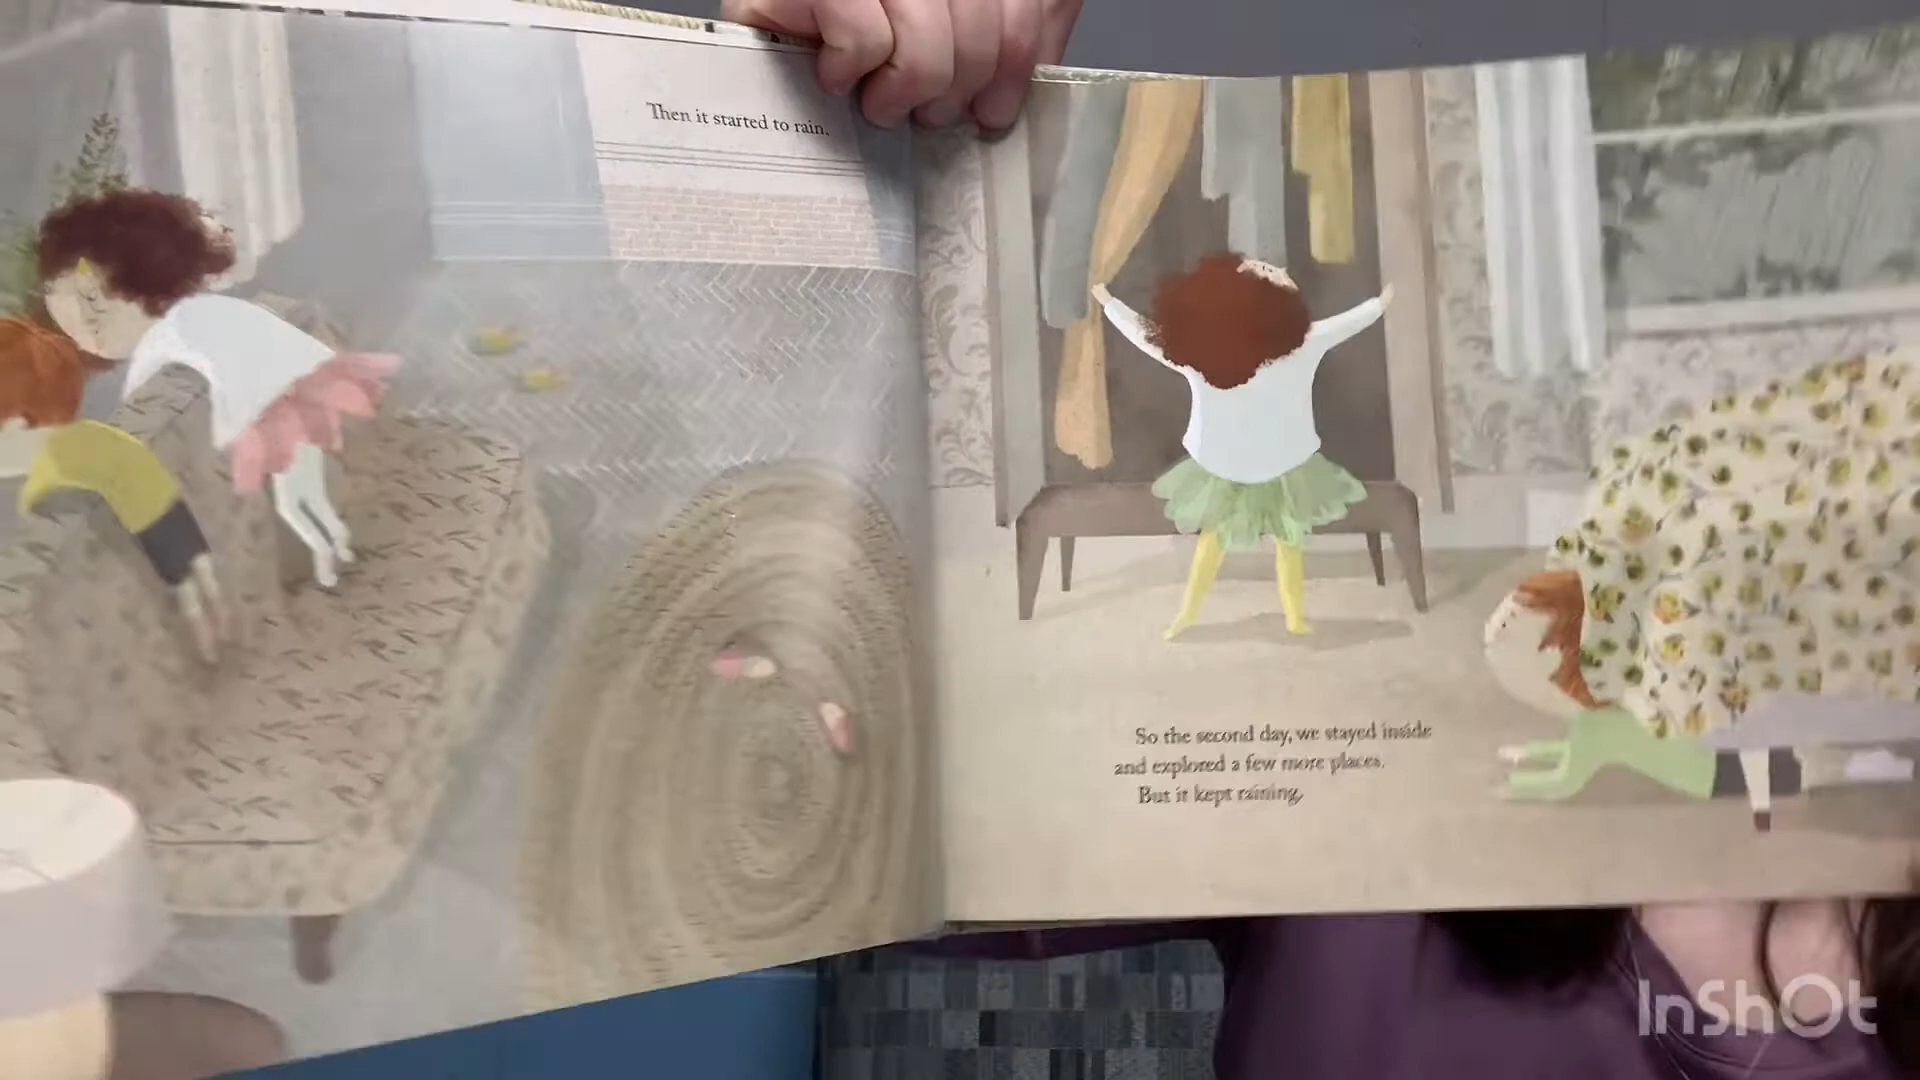 Then it started to rain.
So the second day, we stayed inside
and explored a few more places.
But it kept raining.
InShOt